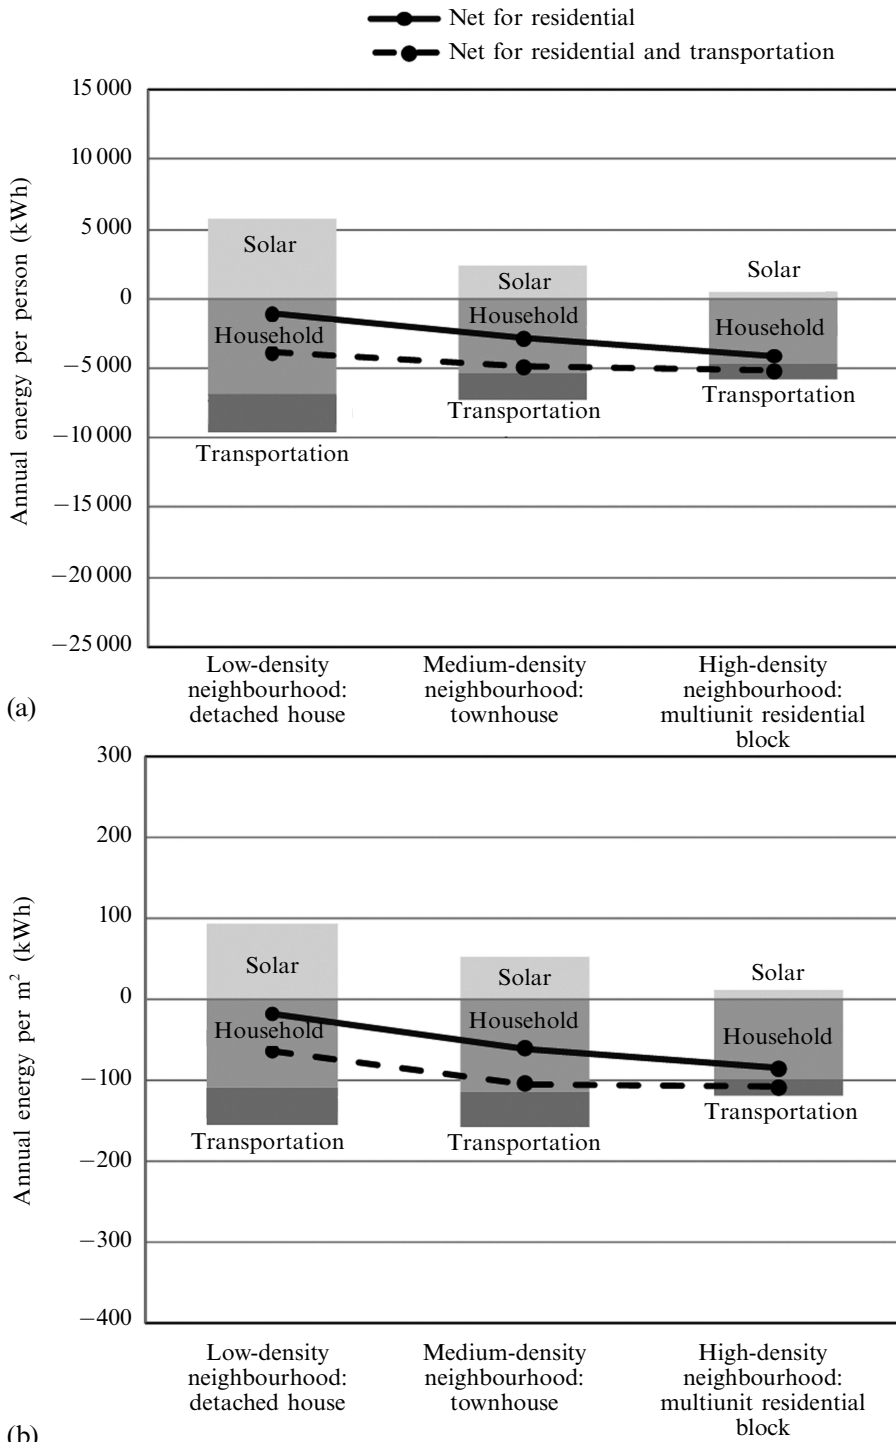 Net for residential
Net for residential and transportation
Annual energy per person (kWh)
15 000
10 000
5 000
0
−5 000
−10 000
−15 000
−20 000
−25 000
Solar
Household
Transportation
Solar
Household
Transportation
Solar
Household
Transportation
Low-density
neighbourhood:
detached house
Medium-density
neighbourhood:
townhouse
High-density
neighbourhood:
multiunit residential
block
(a)
Annual energy per m² (kWh)
300
200
100
0
−100
−200
−300
−400
Solar
Household
Transportation
Solar
Household
Transportation
Solar
Household
Transportation
Low-density
neighbourhood:
detached house
Medium-density
neighbourhood:
townhouse
High-density
neighbourhood:
multiunit residential
block
(b)